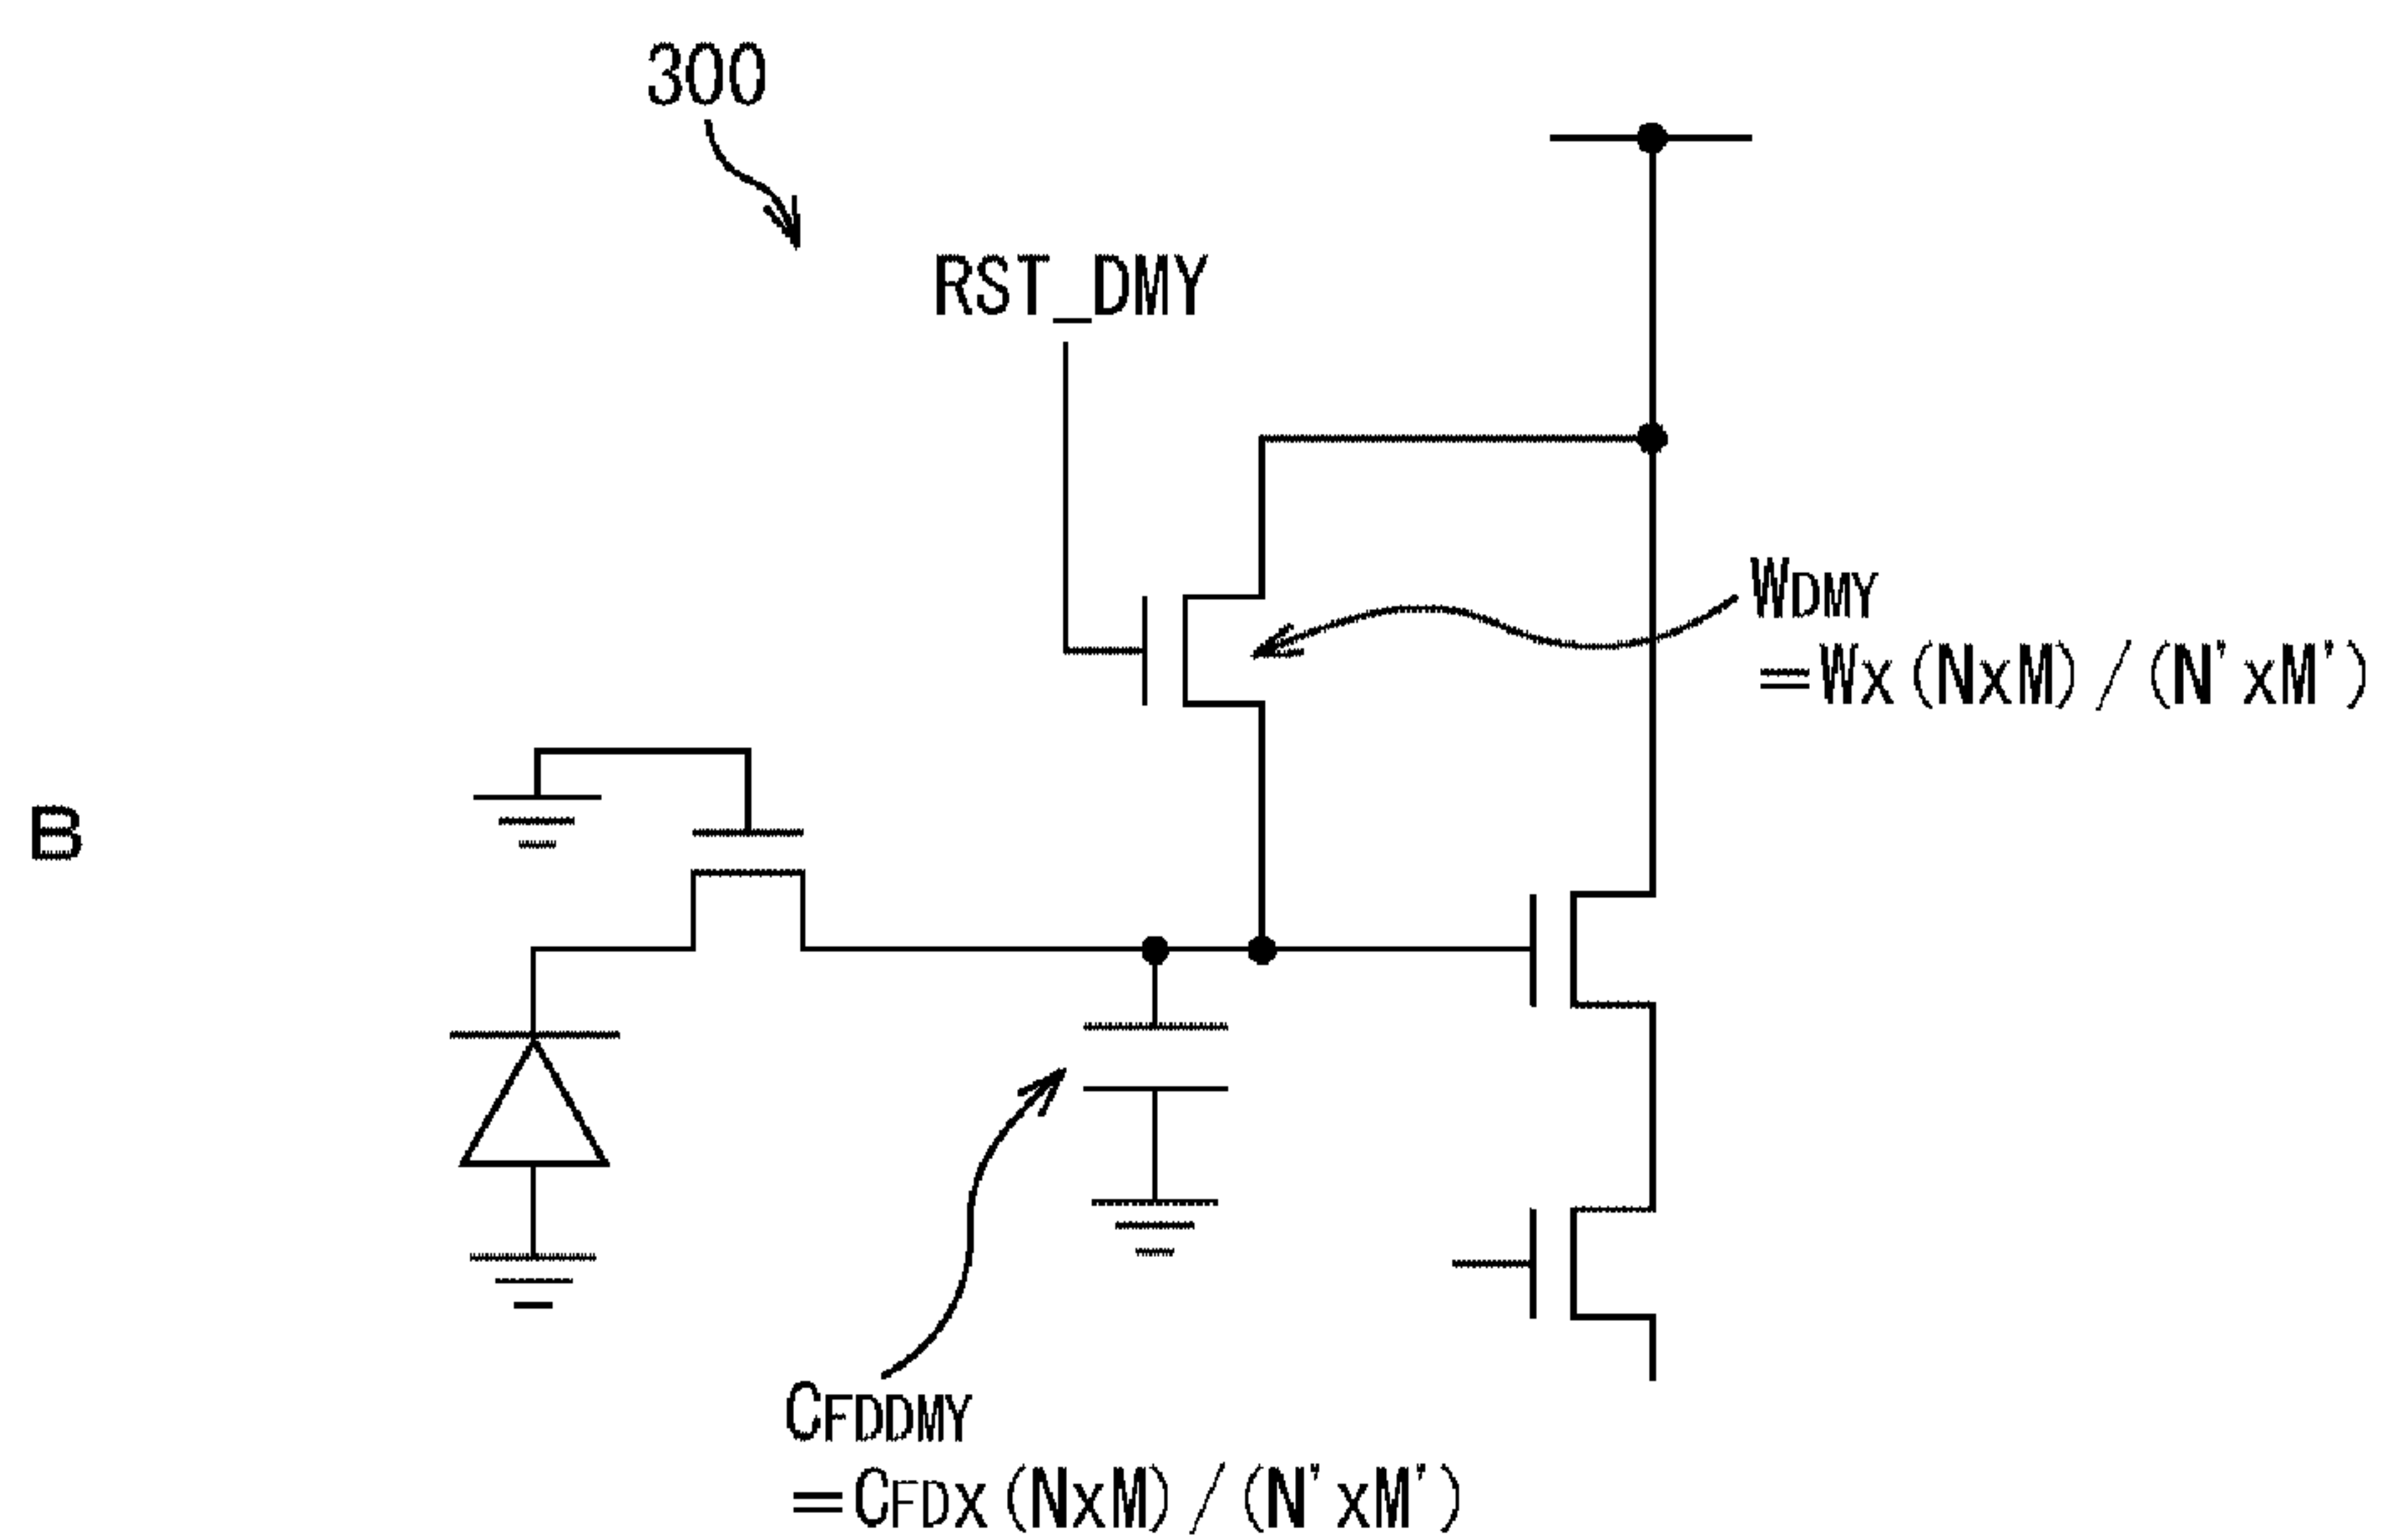 300
RST_DMY
WDMY
=Wx(NxM)/(N'xM')
B
CFDDMY
=CFDx(NxM)/(N'xM')